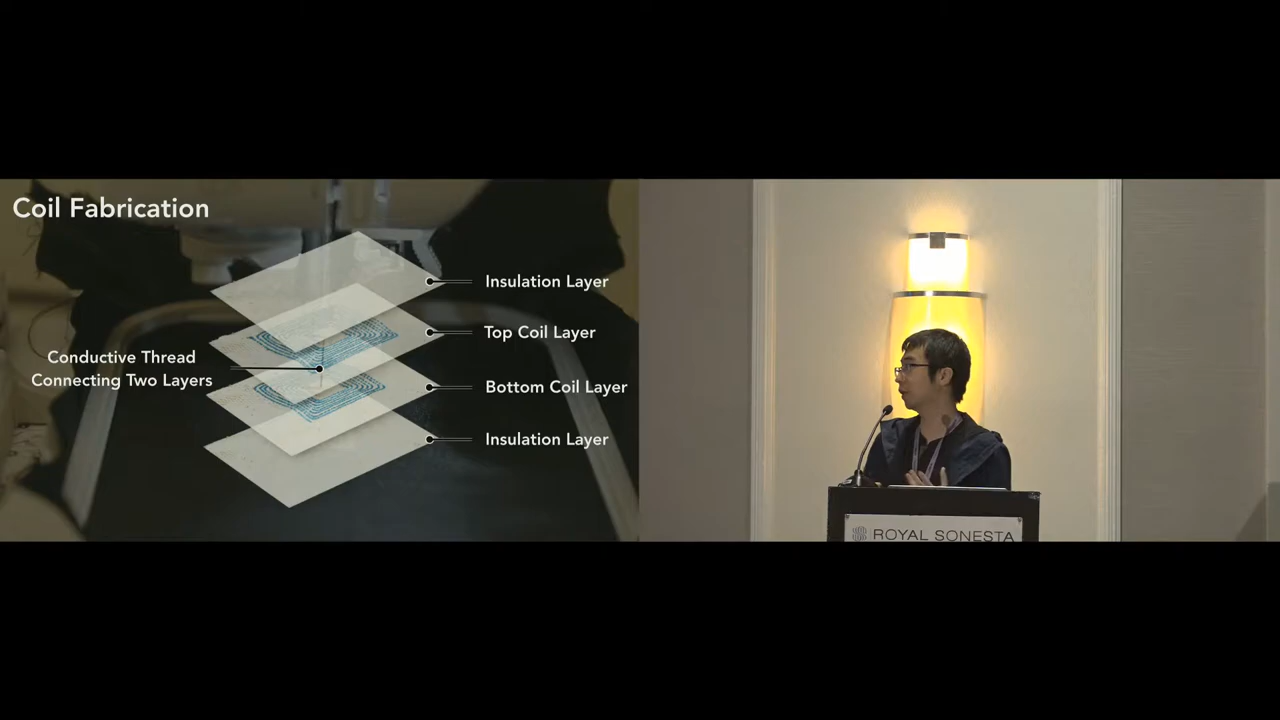 Coil Fabrication
Insulation Layer
Top Coil Layer
Conductive Thread
Connecting Two Layers
Bottom Coil Layer
Insulation Layer
ROYAL SONESTA